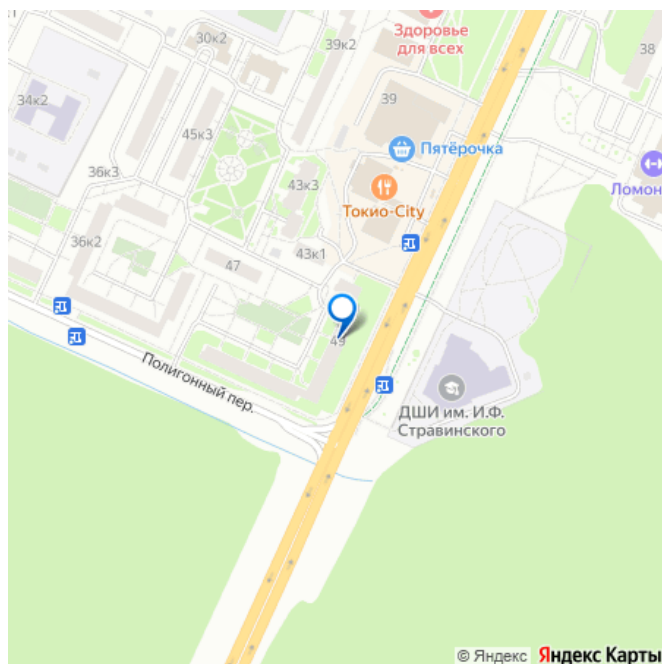 30к2
39к2
Здоровье
для всех
38
34к2
39
45к3
Пятёрочка
36к3
43к3
Ломон
Токио-City
36к2
47
43к1
49
Полигонный пер.
ДШИ им. И.Ф.
Стравинского
© Яндекс Яндекс Карты